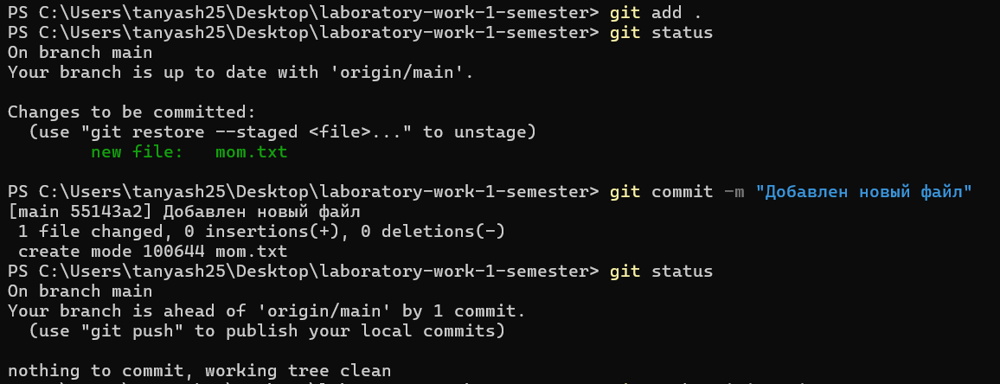 PS C:\Users\tanyash25\Desktop\laboratory-work-1-semester> git add .
PS C:\Users\tanyash25\Desktop\laboratory-work-1-semester> git status
On branch main
Your branch is up to date with 'origin/main'.
Changes to be committed:
  (use "git restore --staged <file>..." to unstage)
        new file:   mom.txt
PS C:\Users\tanyash25\Desktop\laboratory-work-1-semester> git commit -m "Добавлен новый файл"
[main 55143a2] Добавлен новый файл
 1 file changed, 0 insertions(+), 0 deletions(-)
 create mode 100644 mom.txt
PS C:\Users\tanyash25\Desktop\laboratory-work-1-semester> git status
On branch main
Your branch is ahead of 'origin/main' by 1 commit.
  (use "git push" to publish your local commits)
nothing to commit, working tree clean